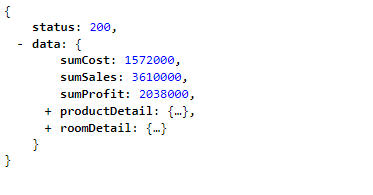 {
status: 200,
- data: {
sumCost: 1572000,
sumSales: 3610000,
sumProfit: 2038000,
+ productDetail: {…},
+ roomDetail: {…}
}
}